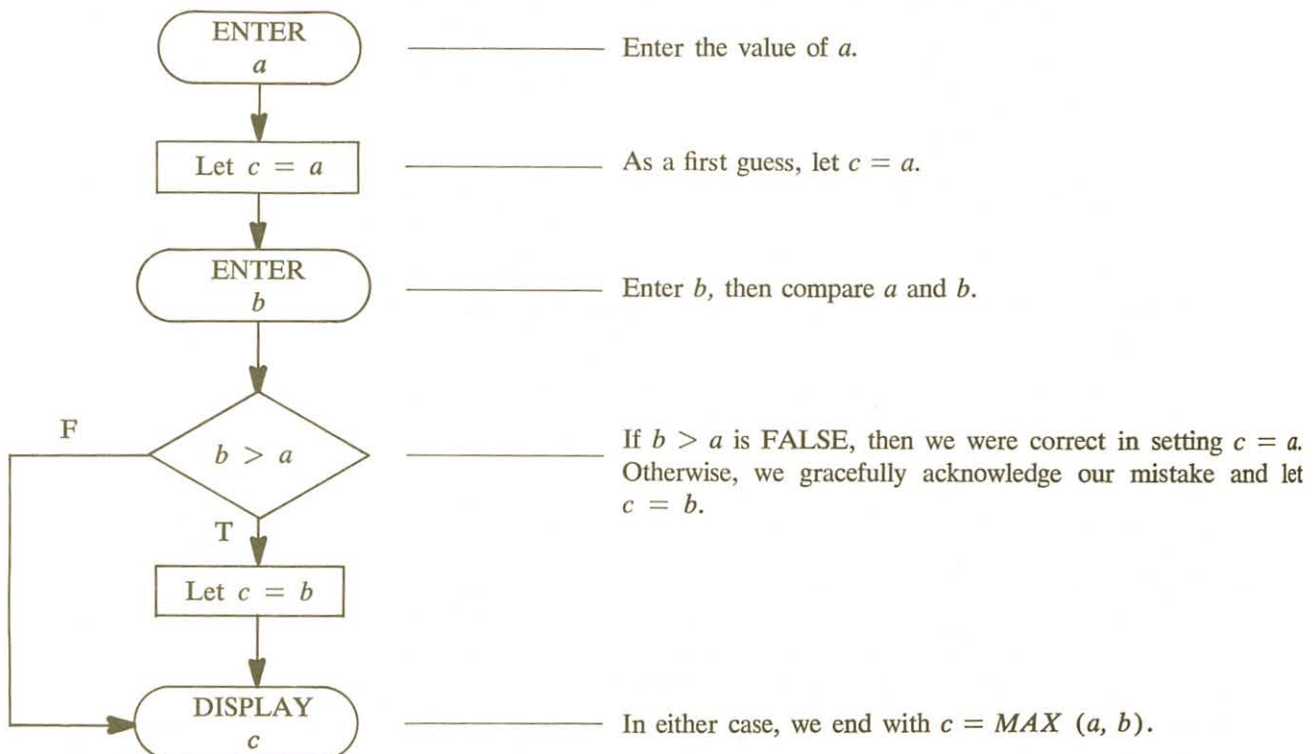 ENTER
a
Enter the value of a.
Let c = a
As a first guess, let c = a.
ENTER
b
Enter b, then compare a and b.
F
b > a
If b > a is FALSE, then we were correct in setting c = a.
Otherwise, we gracefully acknowledge our mistake and let
c = b.
T
Let c = b
DISPLAY
c
In either case, we end with c = MAX (a, b).